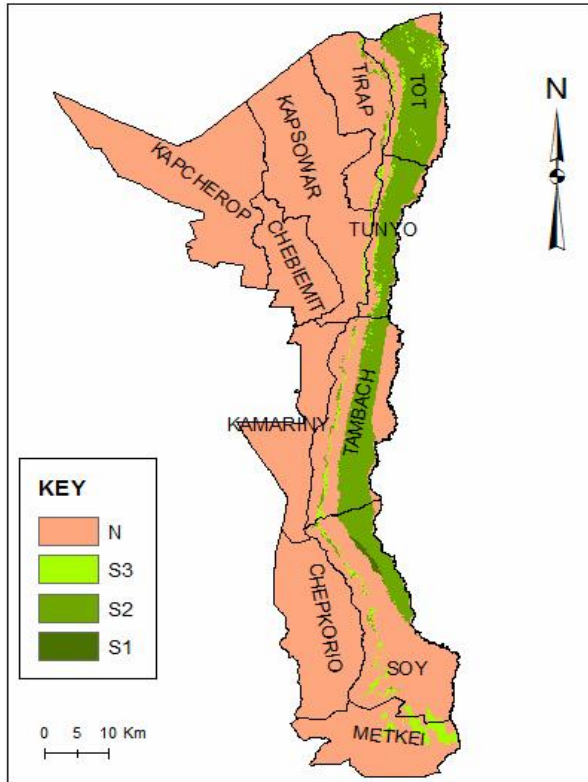 N
TIRAP
TOT
KAPSOWAR
KAPCHEROP
CHEBIEMIT
TUNYO
TAMBACH
KAMARINY
KEY
N
S3
S2
S1
CHEPKORIO
SOY
METKEI
0 5 10 Km